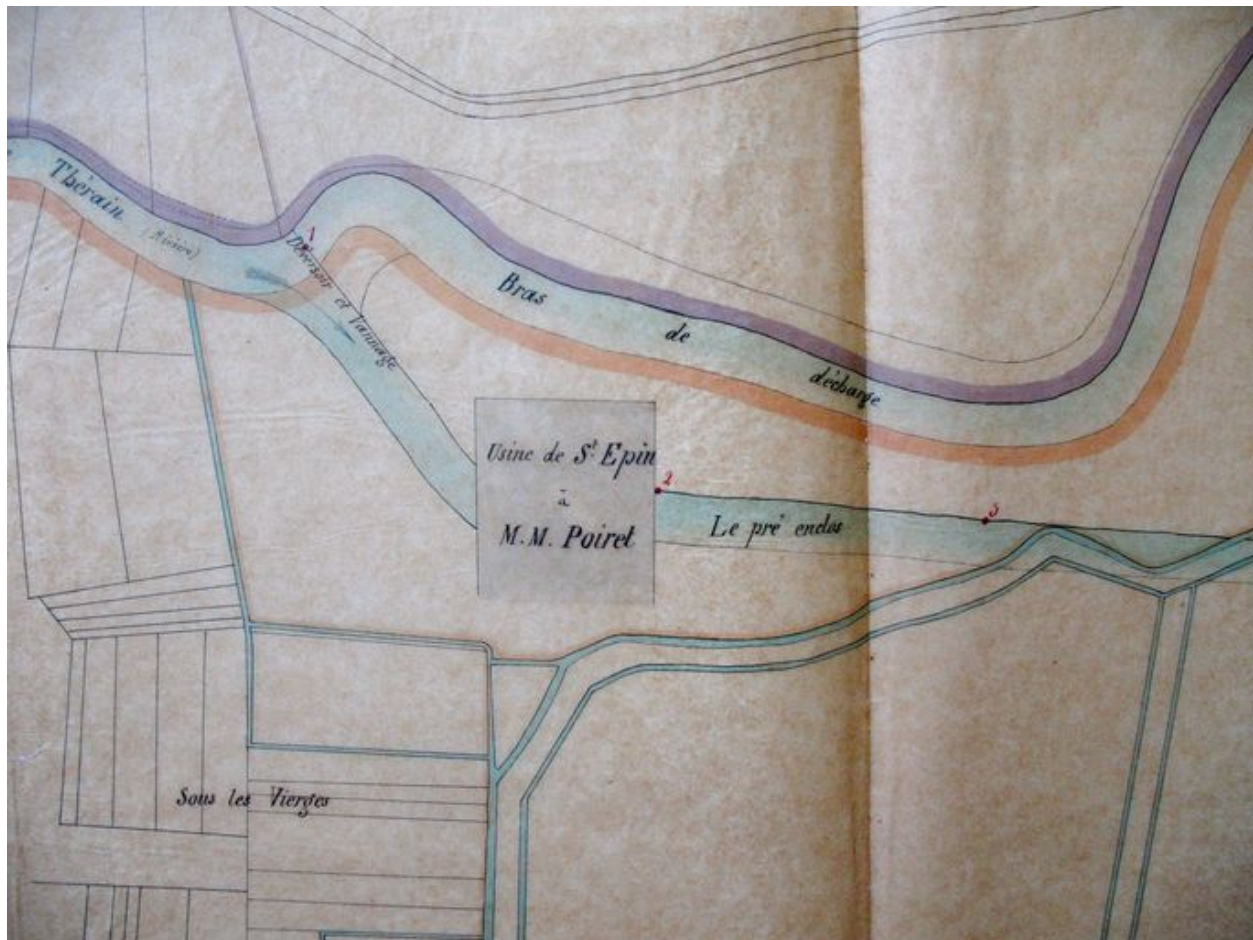 Thérain
(Rivière)
1
Déversoir et Vannage
Bras
de
décharge
Usine de St. Epin
à
M. M. Poiret
2
Le pré enclos
3
Sous les Vierges